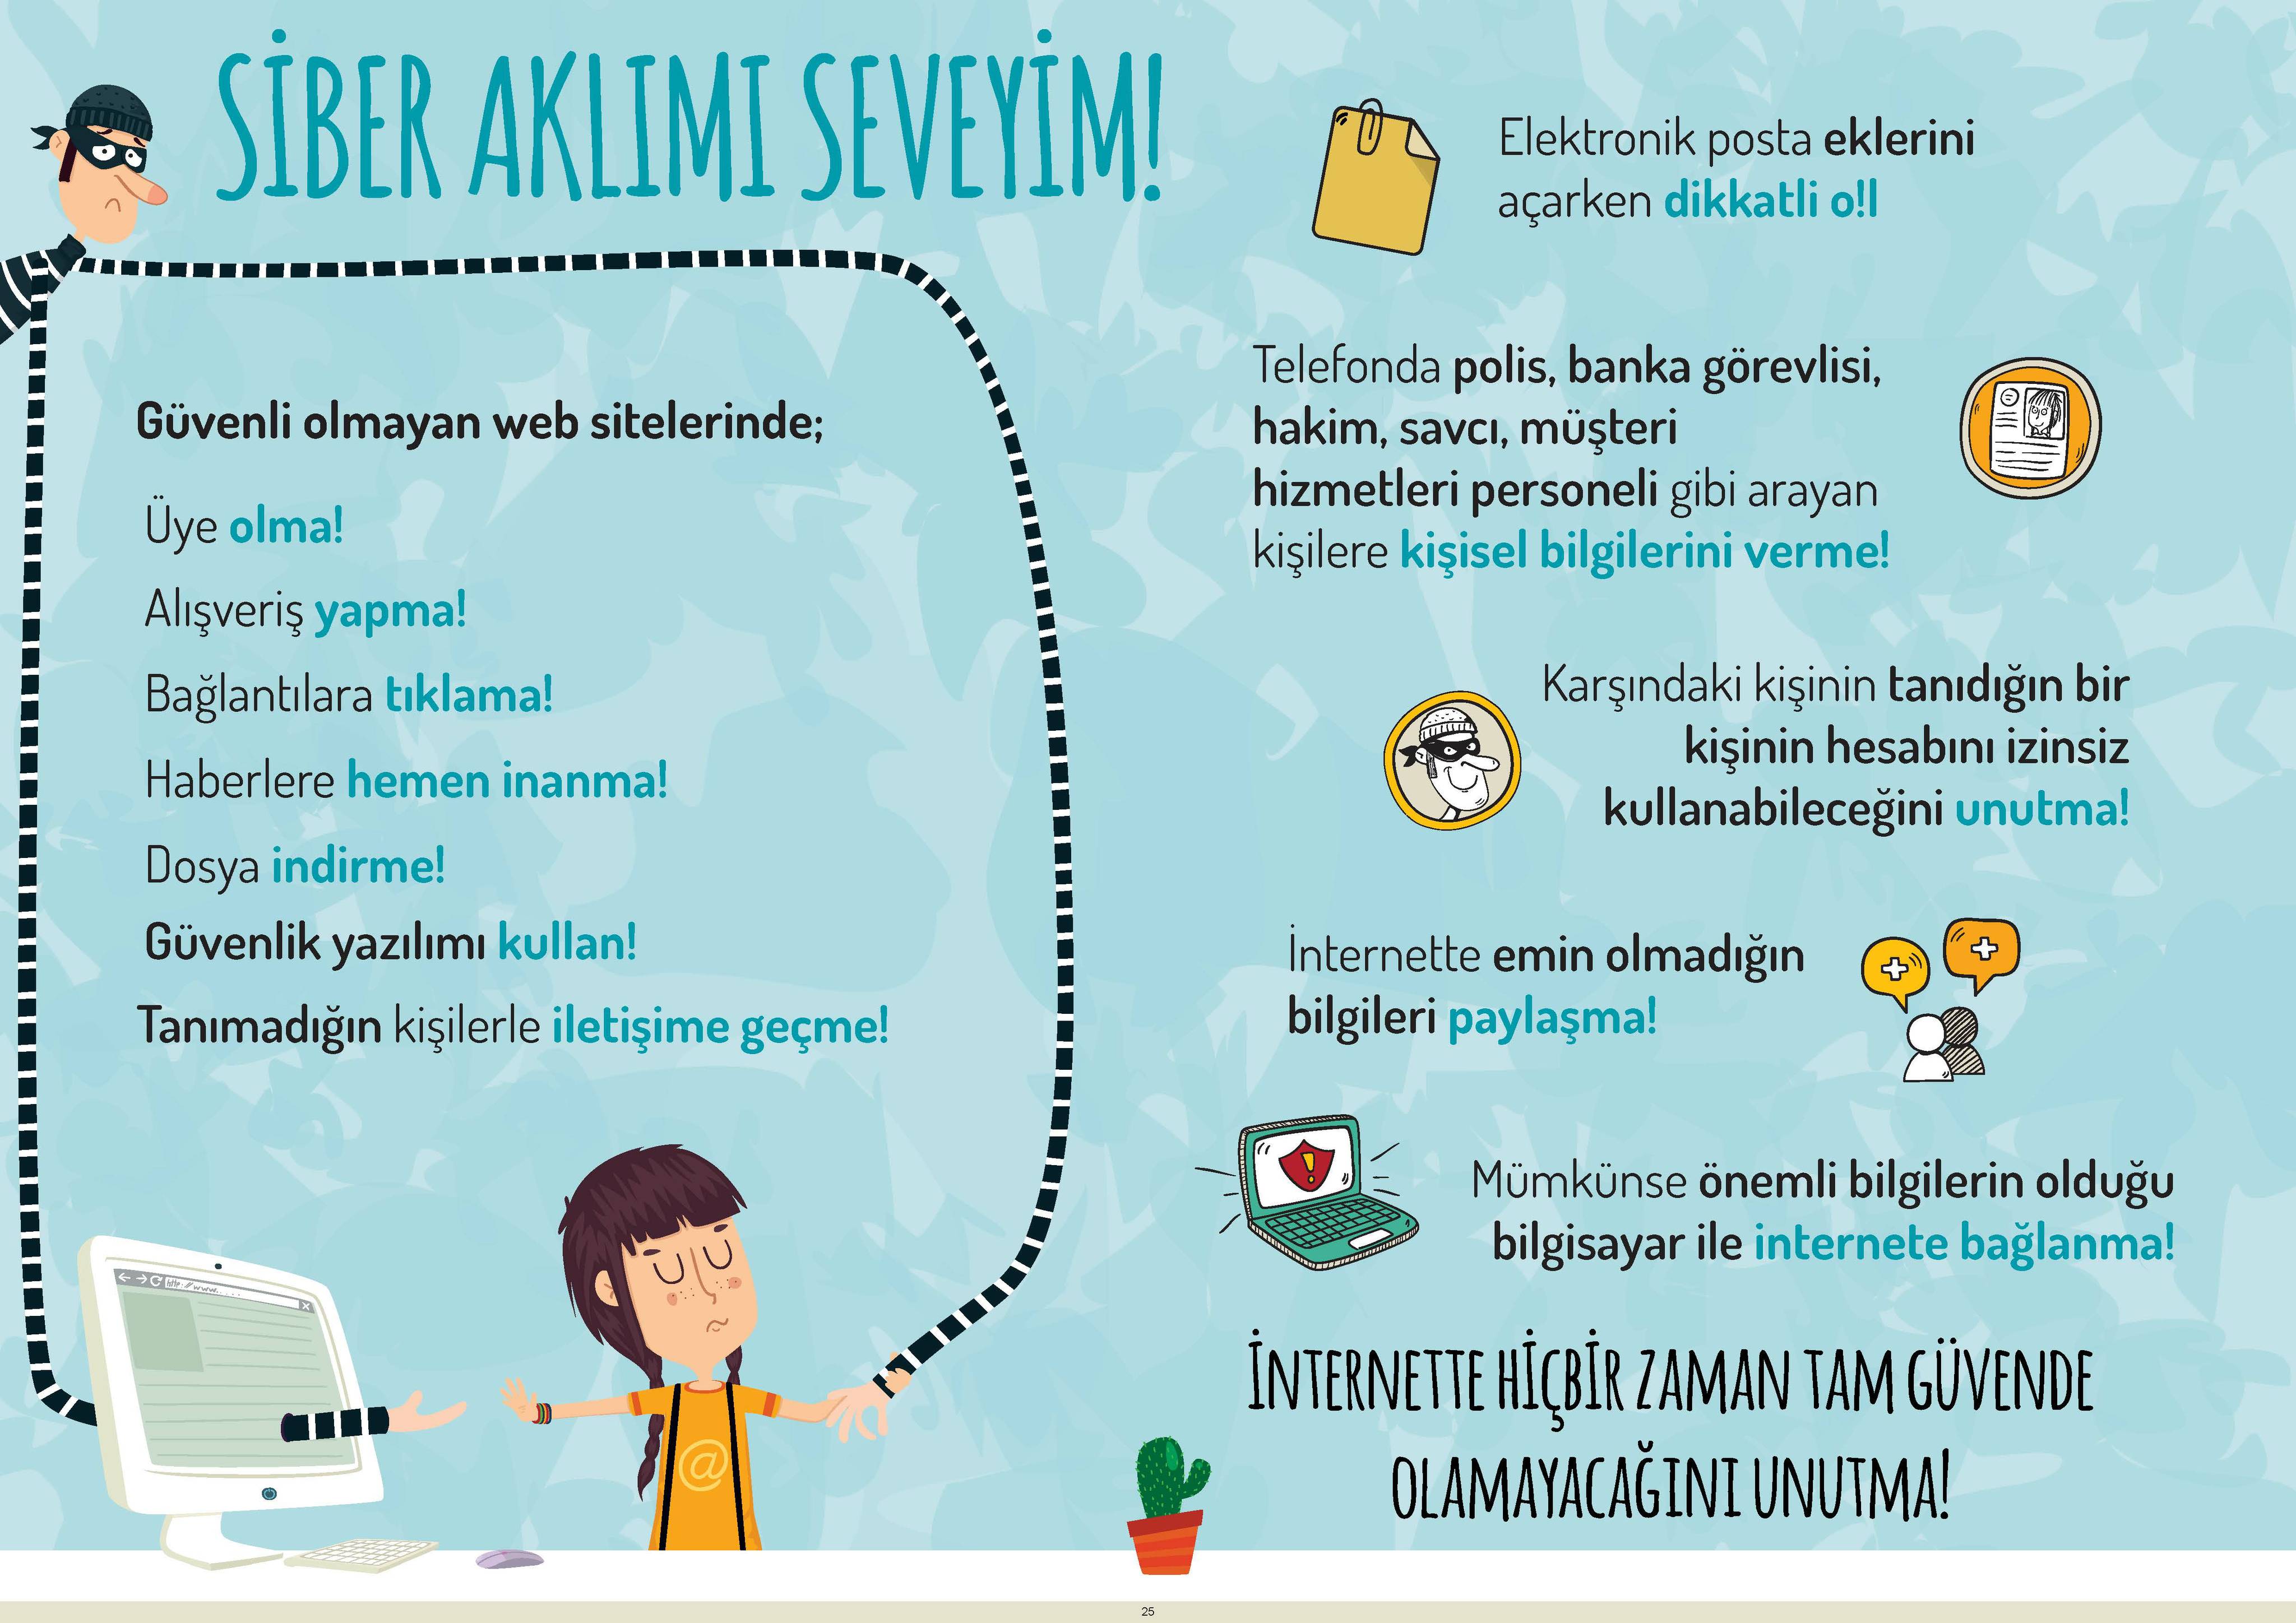 SİBER AKLIMI SEVEYİM!
Güvenli olmayan web sitelerinde;
Üye olma!
Alışveriş yapma!
Bağlantılara tıklama!
Haberlere hemen inanma!
Dosya indirme!
Güvenlik yazılımı kullan!
Tanımadığın kişilerle iletişime geçme!
http://www.....
@
Elektronik posta eklerini
açarken dikkatli o!l
Telefonda polis, banka görevlisi,
hakim, savcı, müşteri
hizmetleri personeli gibi arayan
kişilere kişisel bilgilerini verme!
Karşındaki kişinin tanıdığın bir
kişinin hesabını izinsiz
kullanabileceğini unutma!
İnternette emin olmadığın
bilgileri paylaşma!
Mümkünse önemli bilgilerin olduğu
bilgisayar ile internete bağlanma!
İNTERNETTE HİÇBİR ZAMAN TAM GÜVENDE
OLAMAYACAĞINI UNUTMA!
25